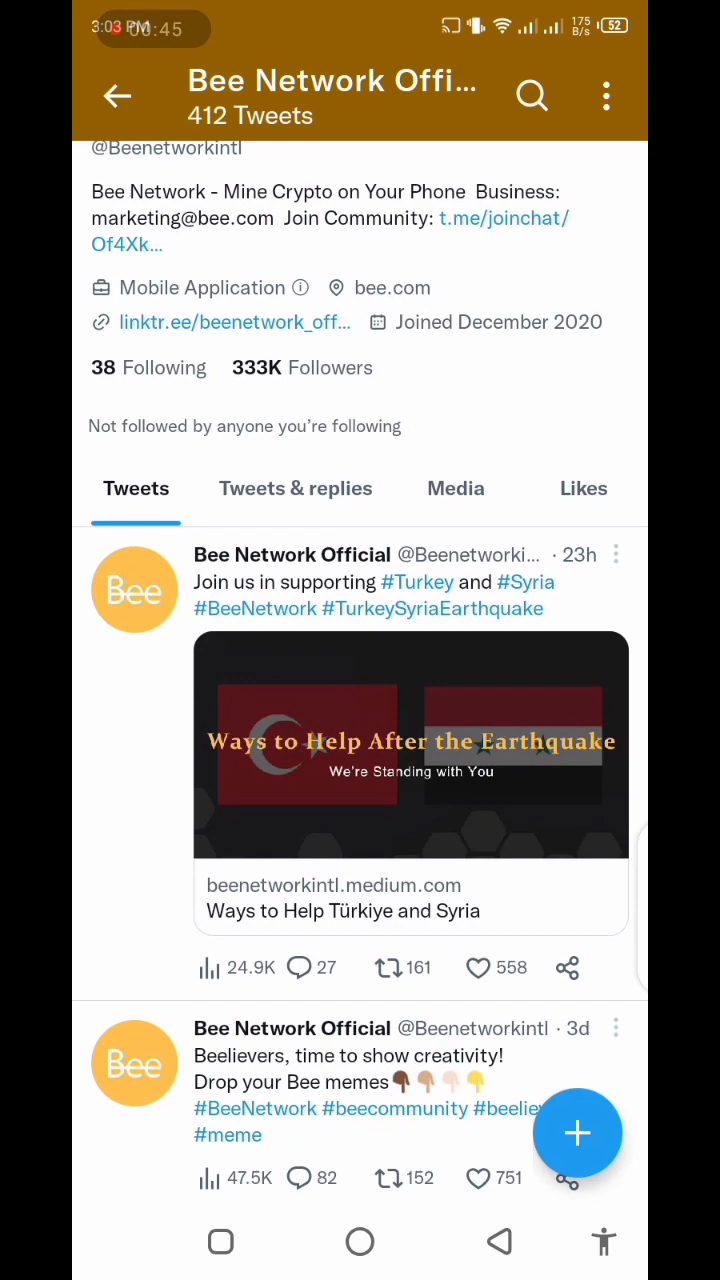 3:03 PM
00:45
175
B/s
52
Bee Network Offi...
412 Tweets
@Beenetworkintl
Bee Network - Mine Crypto on Your Phone Business:
marketing@bee.com Join Community: t.me/joinchat/
Of4Xk...
Mobile Application bee.com
linktr.ee/beenetwork_off... Joined December 2020
38 Following 333K Followers
Not followed by anyone you're following
Tweets Tweets & replies Media Likes
Bee Network Official @Beenetworki... · 23h
Bee
Join us in supporting #Turkey and #Syria
#BeeNetwork #TurkeySyriaEarthquake
Ways to Help After the Earthquake
We're Standing with You
beenetworkintl.medium.com
Ways to Help Türkiye and Syria
24.9K 27 161 558
Bee Network Official @Beenetworkintl · 3d
Bee
Beelievers, time to show creativity!
Drop your Bee memes👇🏾👇🏽👇🏻👇
#BeeNetwork #beecommunity #beelie
#meme
47.5K 82 152 751